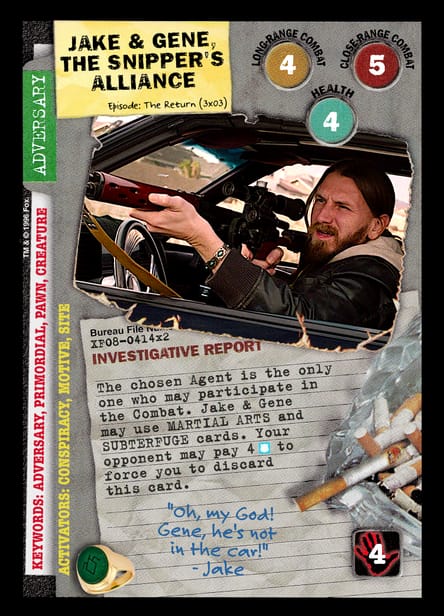 JAKE & GENE,
THE SNIPPER'S
ALLIANCE
Episode: The Return (3x03)
LONG-RANGE COMBAT
4
CLOSE-RANGE COMBAT
5
HEALTH
4
ADVERSARY
TM & © 1996 Fox.
KEYWORDS: ADVERSARY, PRIMORDIAL, PAWN, CREATURE
ACTIVATORS: CONSPIRACY, MOTIVE, SITE
Bureau File
XF08-0414x2
INVESTIGATIVE REPORT
The chosen Agent is the only
one who may participate in
the Combat. Jake & Gene
may use MARTIAL ARTS and
SUBTERFUGE cards. Your
opponent may pay 4 to
force you to discard
this card.
"Oh, my God!
Gene, he's not
in the car!"
- Jake
4